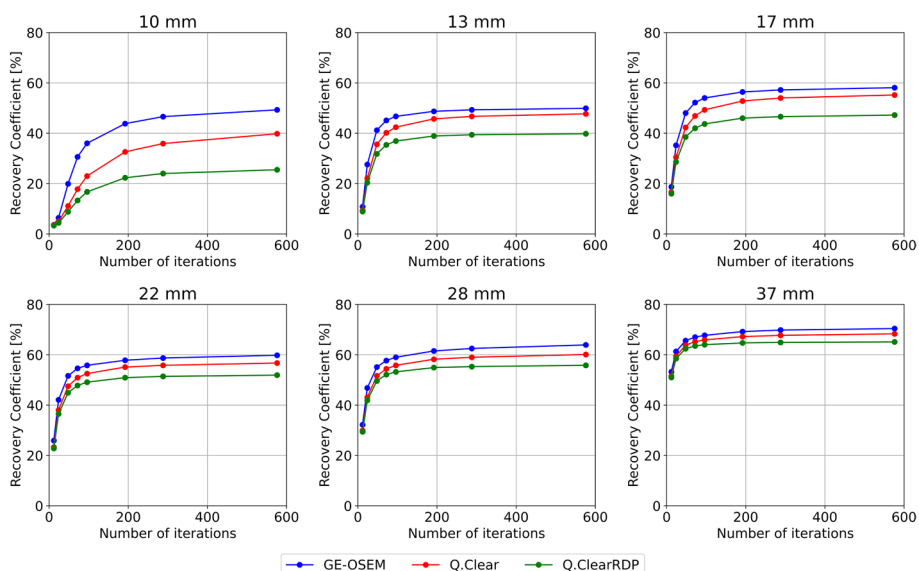 10 mm
13 mm
17 mm
Recovery Coefficient [%]
80
60
40
20
0
0 200 400 600
Number of iterations
Recovery Coefficient [%]
80
60
40
20
0
0 200 400 600
Number of iterations
Recovery Coefficient [%]
80
60
40
20
0
0 200 400 600
Number of iterations
22 mm
28 mm
37 mm
Recovery Coefficient [%]
80
60
40
20
0
0 200 400 600
Number of iterations
Recovery Coefficient [%]
80
60
40
20
0
0 200 400 600
Number of iterations
Recovery Coefficient [%]
80
60
40
20
0
0 200 400 600
Number of iterations
GE-OSEM Q.Clear Q.ClearRDP